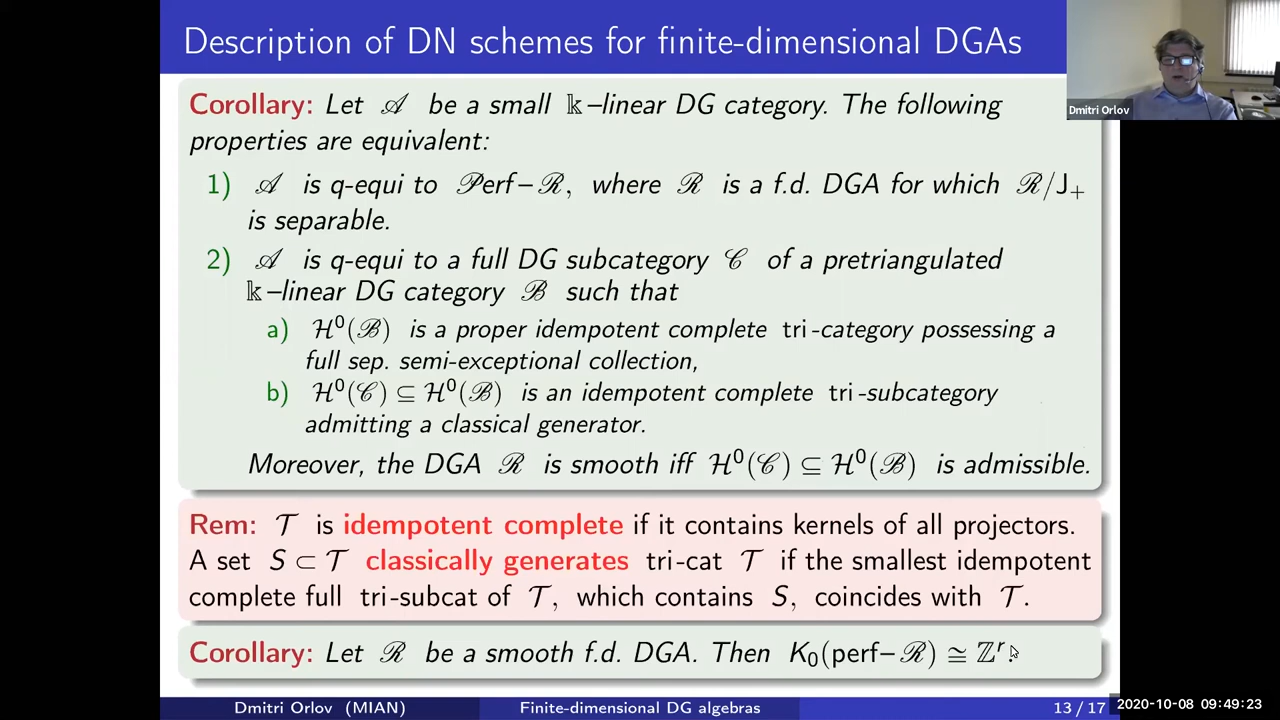 Description of DN schemes for finite-dimensional DGAs
Dmitri Orlov
Corollary: Let 𝒜 be a small 𝕜–linear DG category. The following
properties are equivalent:
1) 𝒜 is q-equi to 𝒫erf–ℛ, where ℛ is a f.d. DGA for which ℛ/J₊
is separable.
2) 𝒜 is q-equi to a full DG subcategory 𝒞 of a pretriangulated
𝕜–linear DG category ℬ such that
a) ℋ⁰(ℬ) is a proper idempotent complete tri-category possessing a
full sep. semi-exceptional collection,
b) ℋ⁰(𝒞) ⊆ ℋ⁰(ℬ) is an idempotent complete tri-subcategory
admitting a classical generator.
Moreover, the DGA ℛ is smooth iff ℋ⁰(𝒞) ⊆ ℋ⁰(ℬ) is admissible.
Rem: 𝒯 is idempotent complete if it contains kernels of all projectors.
A set S ⊂ 𝒯 classically generates tri-cat 𝒯 if the smallest idempotent
complete full tri-subcat of 𝒯, which contains S, coincides with 𝒯.
Corollary: Let ℛ be a smooth f.d. DGA. Then K₀(perf–ℛ) ≅ ℤʳ.
Dmitri Orlov (MIAN) Finite-dimensional DG algebras 13 / 17 2020-10-08 09:49:23